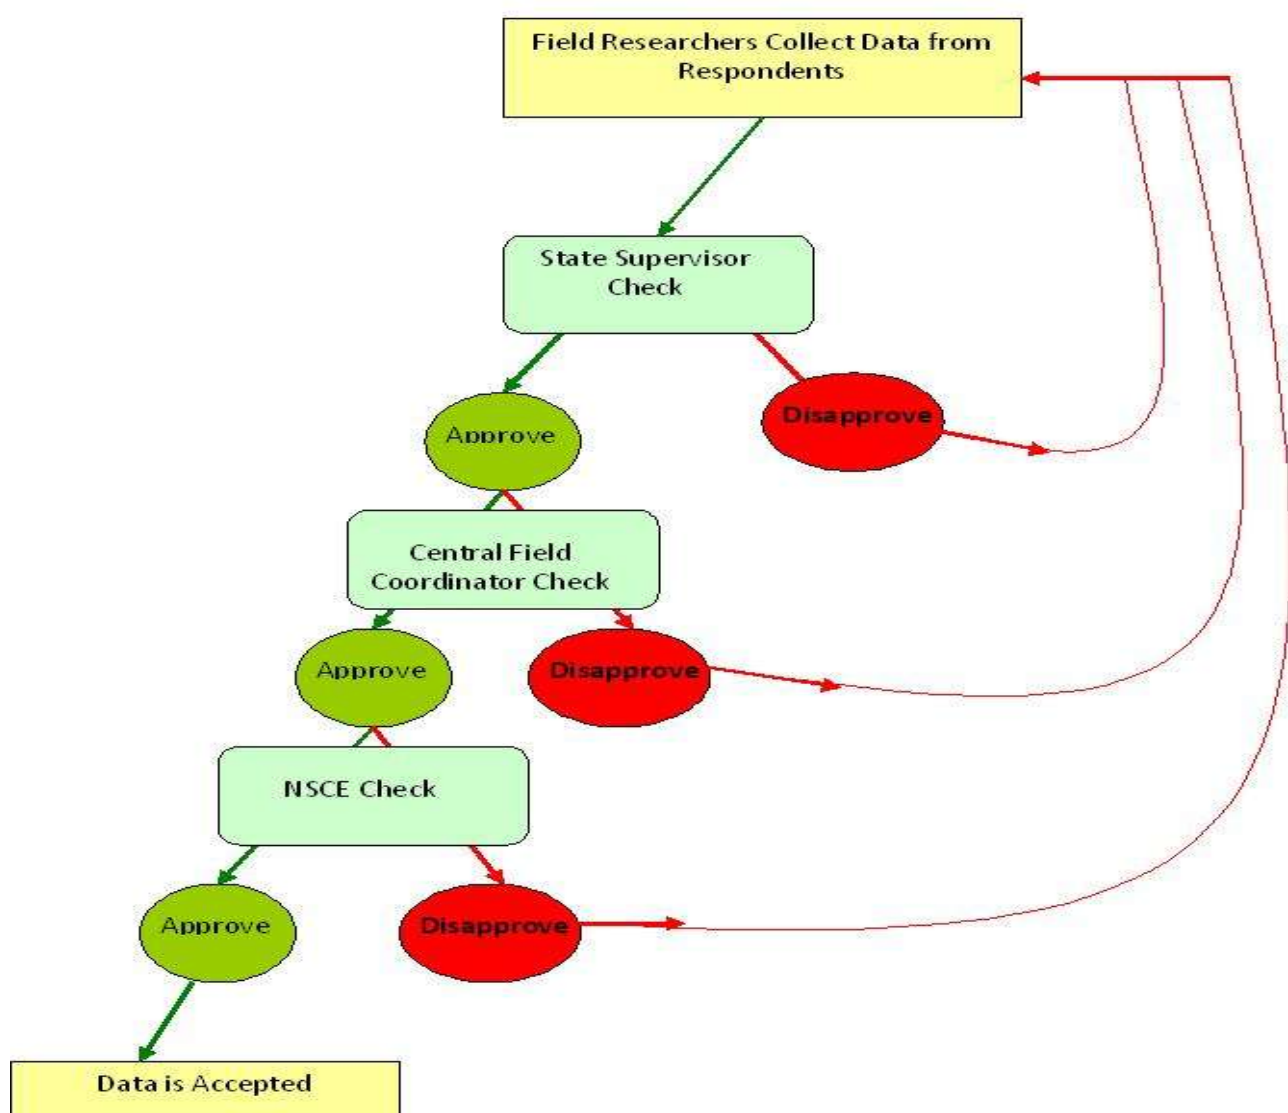 Field Researchers Collect Data from
Respondents
State Supervisor
Check
Disapprove
Approve
Central Field
Coordinator Check
Approve
Disapprove
NSCE Check
Approve
Disapprove
Data is Accepted